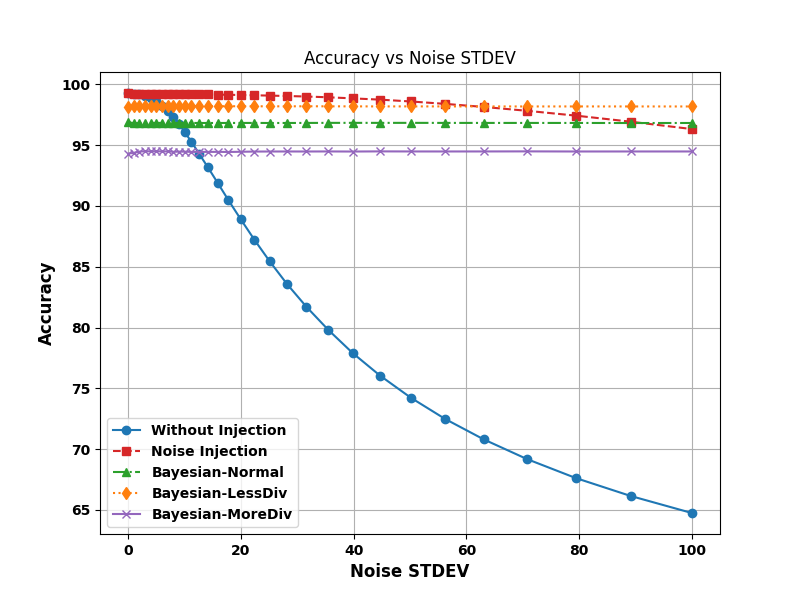 Accuracy vs Noise STDEV
100
95
90
85
80
75
70
65
Accuracy
Without Injection
Noise Injection
Bayesian-Normal
Bayesian-LessDiv
Bayesian-MoreDiv
0 20 40 60 80 100
Noise STDEV